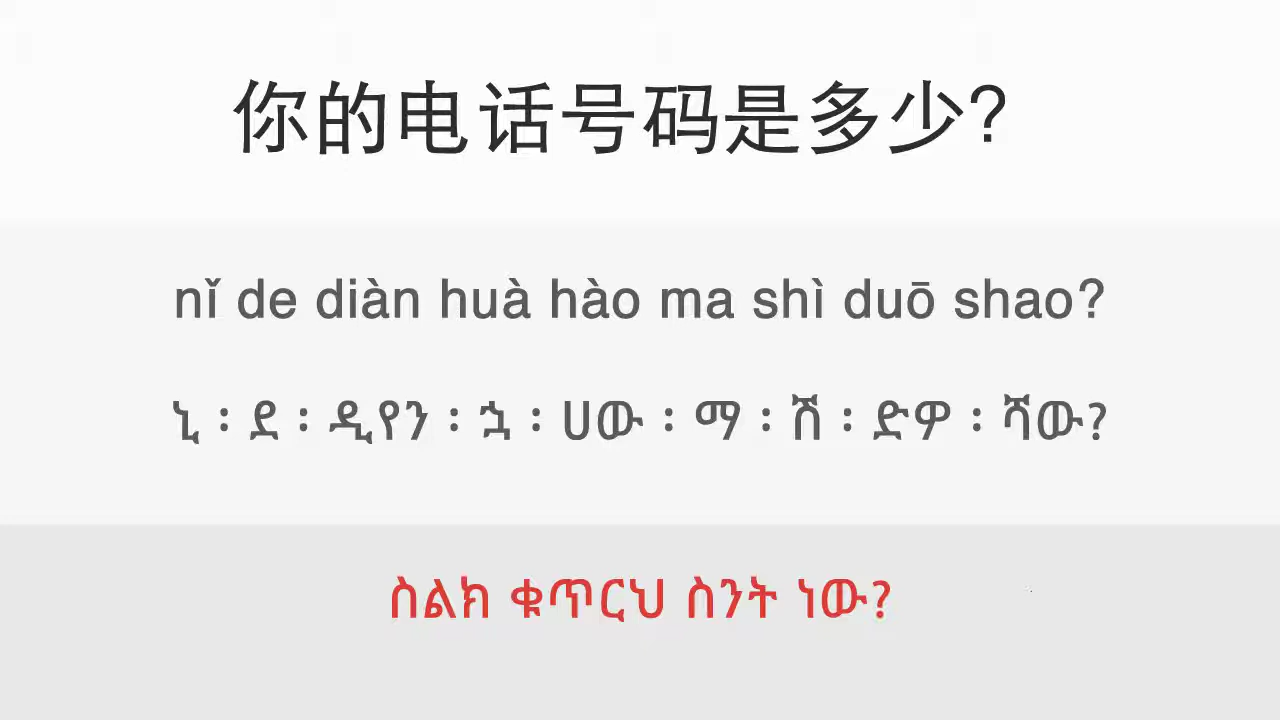 你的电话号码是多少?
nǐ de diàn huà hào ma shì duō shao?
ኒ ፡ ደ ፡ ዲየን ፡ ኋ ፡ ሀው ፡ ማ ፡ ሽ ፡ ድዎ ፡ ሻው?
ስልክ ቁጥርህ ስንት ነው?